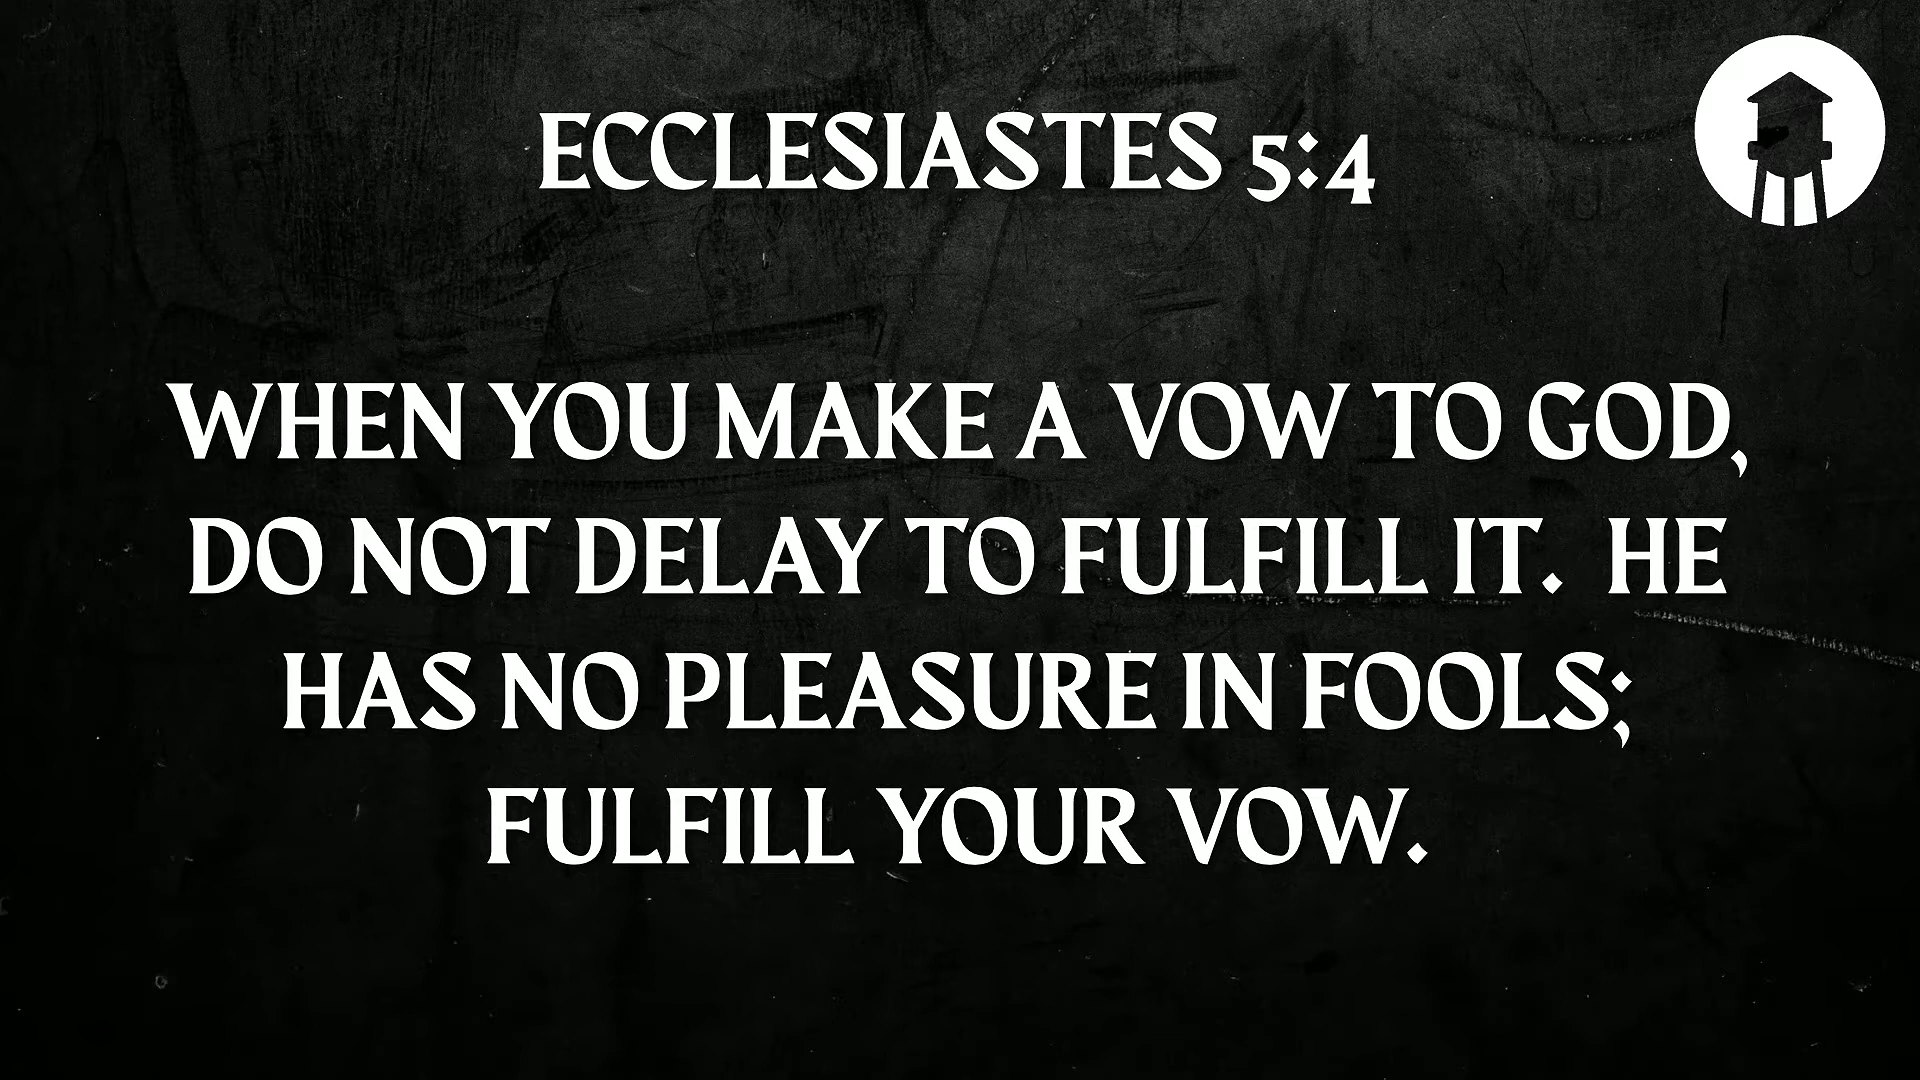 ECCLESIASTES 5:4
WHEN YOU MAKE A VOW TO GOD,
DO NOT DELAY TO FULFILL IT.  HE
HAS NO PLEASURE IN FOOLS;
FULFILL YOUR VOW.